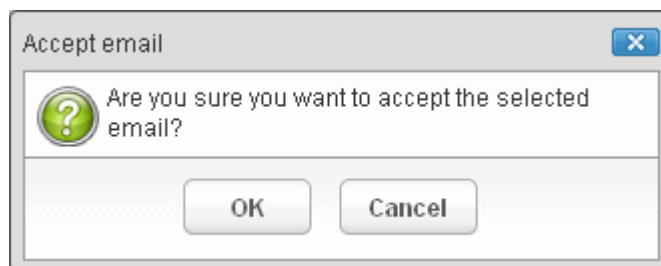 Accept email
Are you sure you want to accept the selected
email?
OK
Cancel